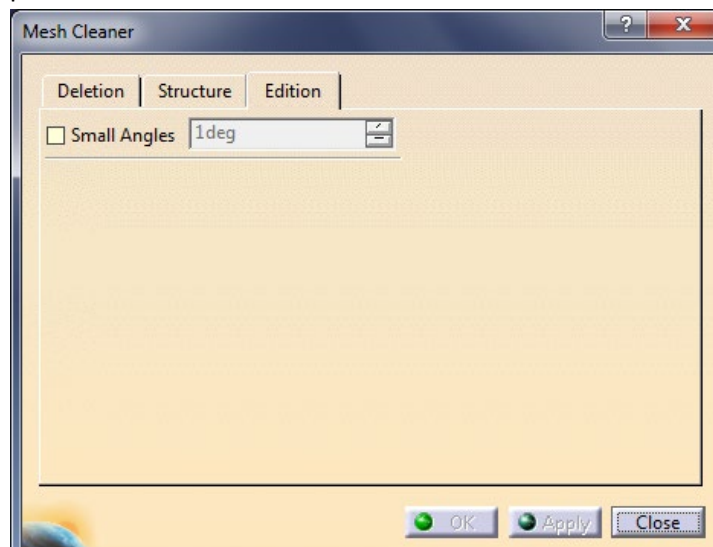 Mesh Cleaner ? X
Deletion Structure Edition
Small Angles 1deg
OK Apply Close